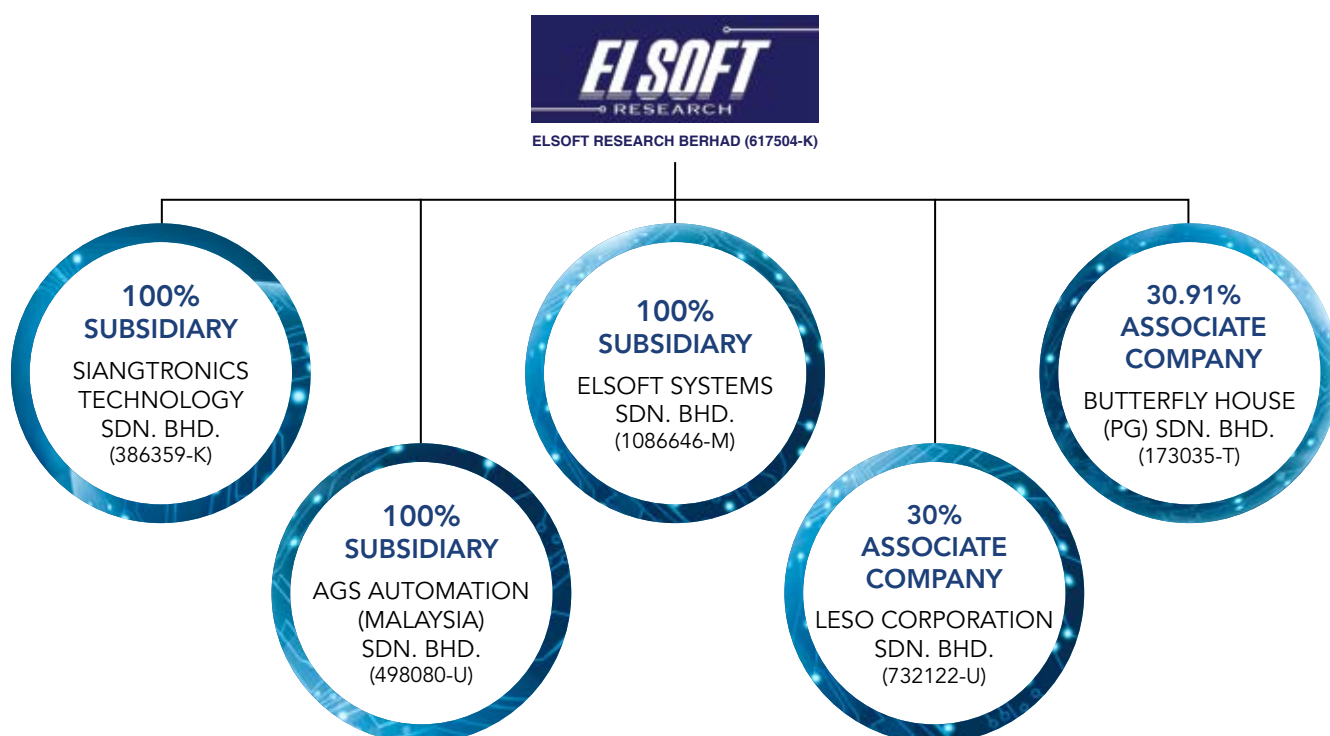 ELSOFT
RESEARCH
ELSOFT RESEARCH BERHAD (617504-K)
100%
SUBSIDIARY
SIANGTRONICS
TECHNOLOGY
SDN. BHD.
(386359-K)
100%
SUBSIDIARY
AGS AUTOMATION
(MALAYSIA)
SDN. BHD.
(498080-U)
100%
SUBSIDIARY
ELSOFT SYSTEMS
SDN. BHD.
(1086646-M)
30%
ASSOCIATE
COMPANY
LESO CORPORATION
SDN. BHD.
(732122-U)
30.91%
ASSOCIATE
COMPANY
BUTTERFLY HOUSE
(PG) SDN. BHD.
(173035-T)